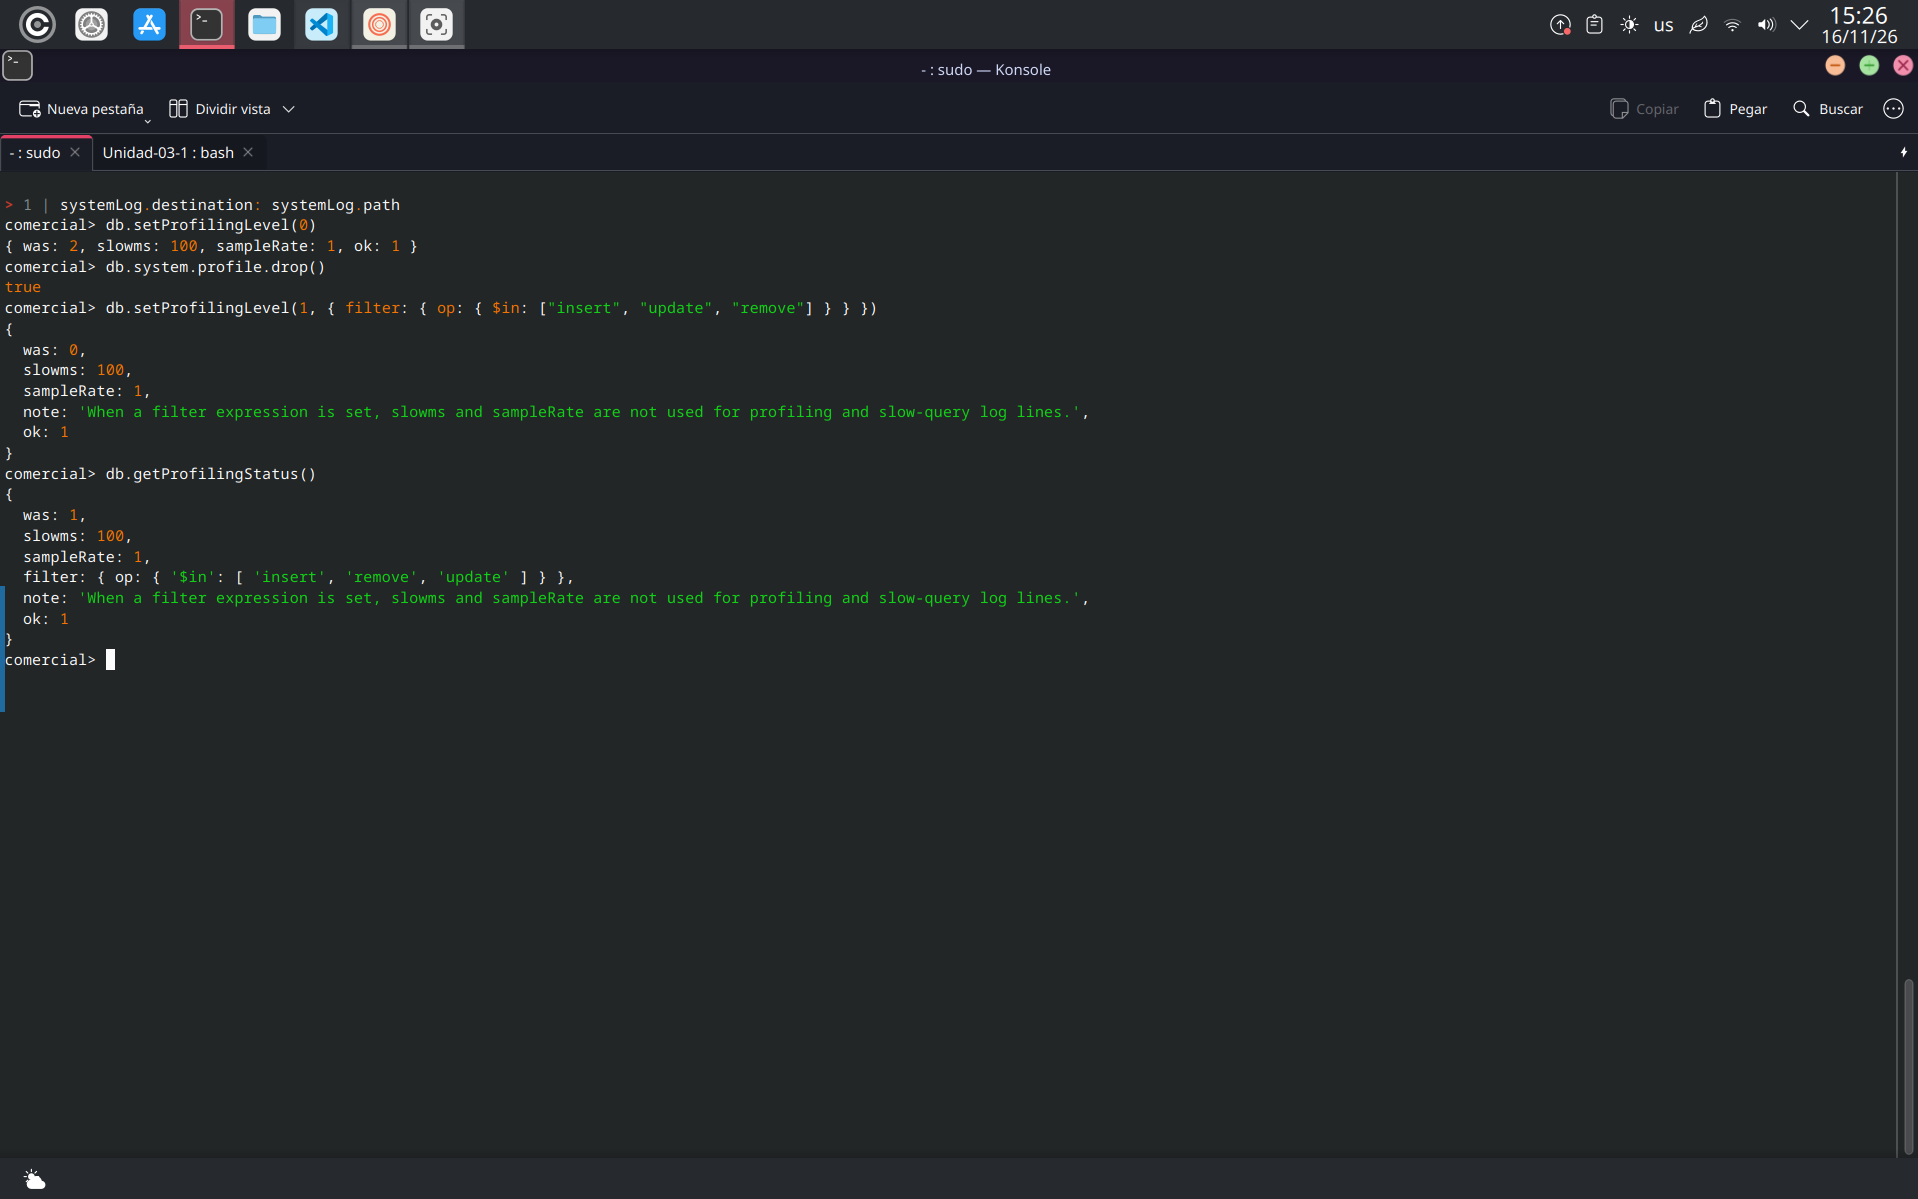 us
15:26
16/11/26
- : sudo — Konsole
Nueva pestaña
Dividir vista
Copiar
Pegar
Buscar
- : sudo
Unidad-03-1 : bash
> 1 | systemLog.destination: systemLog.path
comercial> db.setProfilingLevel(0)
{ was: 2, slowms: 100, sampleRate: 1, ok: 1 }
comercial> db.system.profile.drop()
true
comercial> db.setProfilingLevel(1, { filter: { op: { $in: ["insert", "update", "remove"] } } })
{
  was: 0,
  slowms: 100,
  sampleRate: 1,
  note: 'When a filter expression is set, slowms and sampleRate are not used for profiling and slow-query log lines.',
  ok: 1
}
comercial> db.getProfilingStatus()
{
  was: 1,
  slowms: 100,
  sampleRate: 1,
  filter: { op: { '$in': [ 'insert', 'remove', 'update' ] } },
  note: 'When a filter expression is set, slowms and sampleRate are not used for profiling and slow-query log lines.',
  ok: 1
}
comercial>